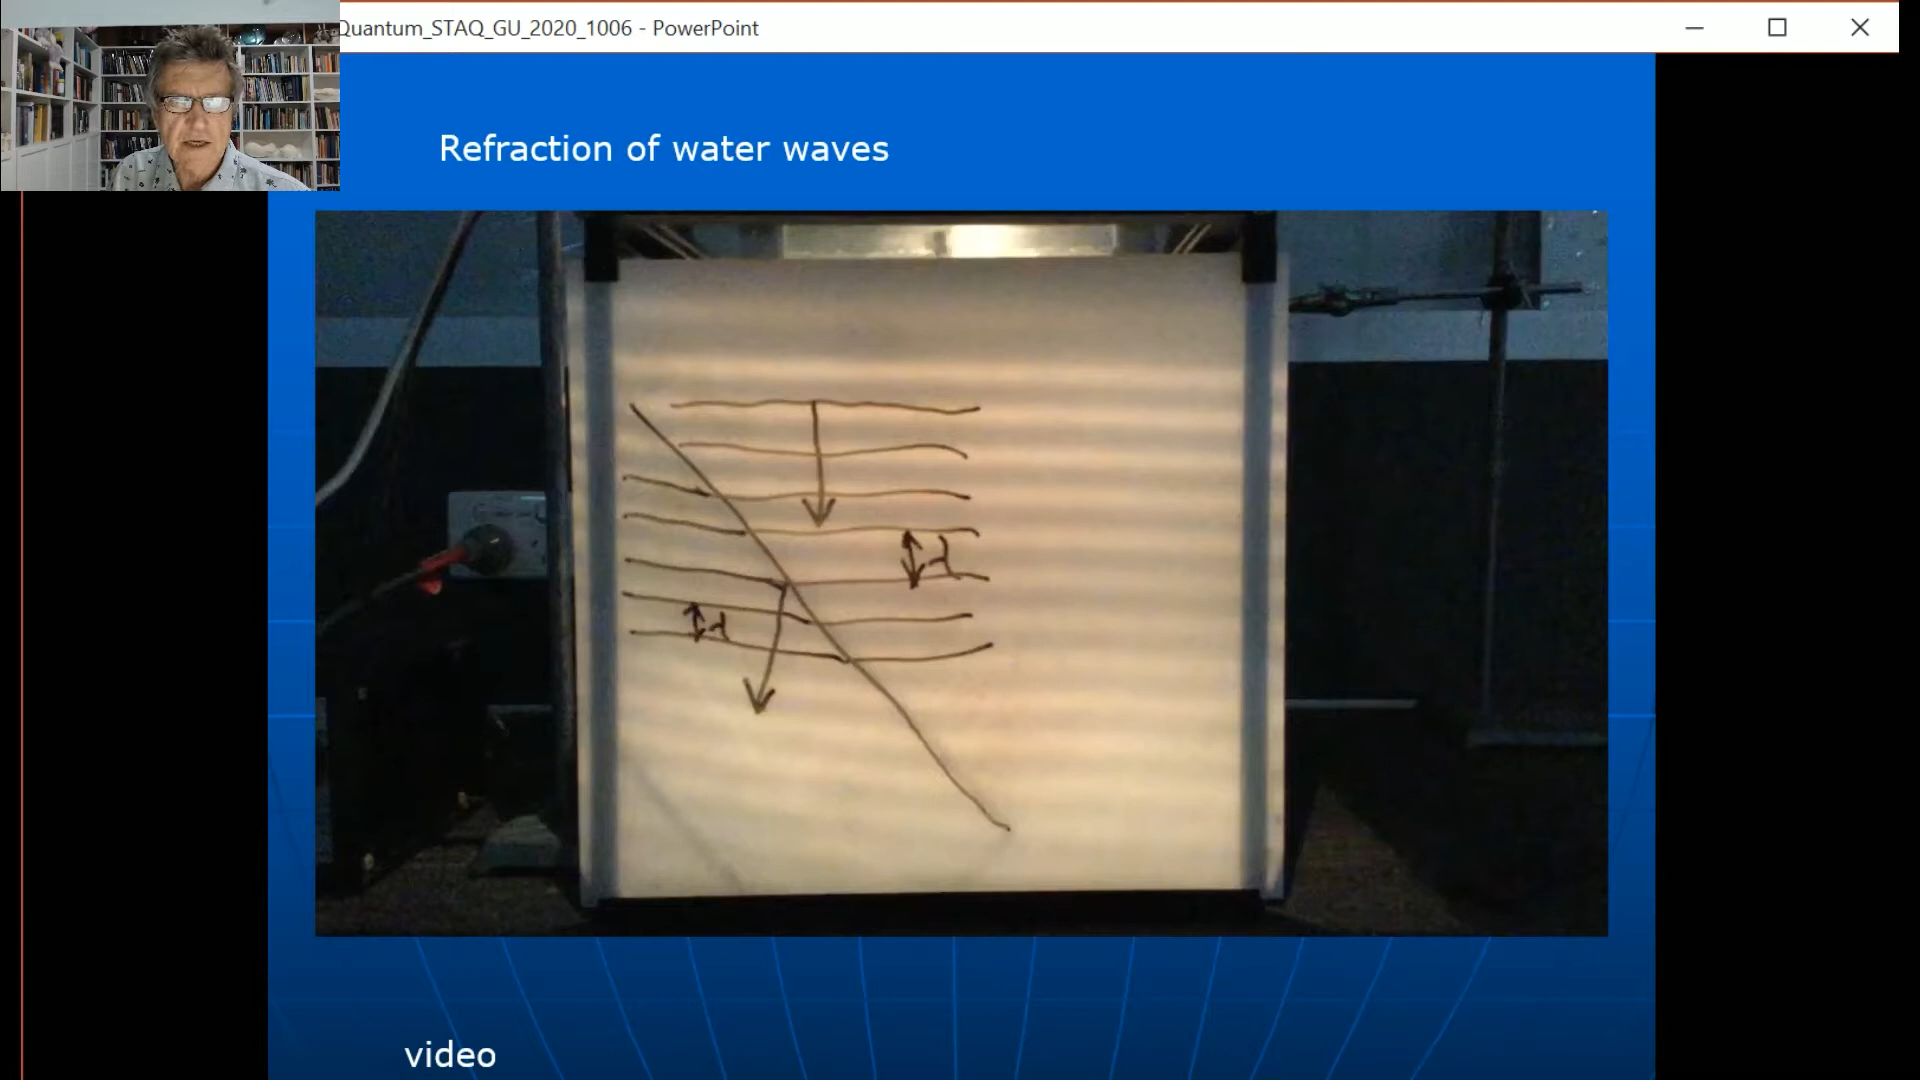 Quantum_STAQ_GU_2020_1006 - PowerPoint
Refraction of water waves
λ
λ
video